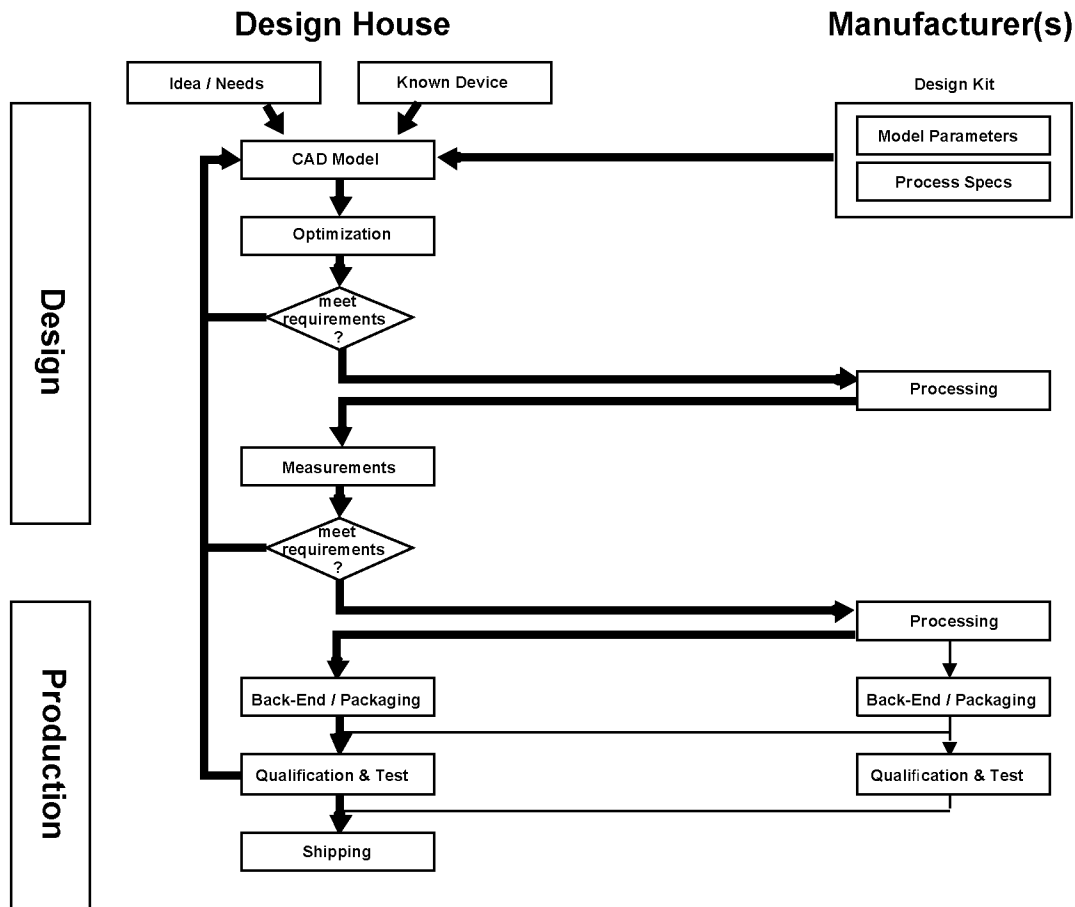 Design House
Manufacturer(s)
Idea / Needs
Known Device
Design Kit
CAD Model
Model Parameters
Process Specs
Optimization
Design
meet
requirements
?
Processing
Measurements
meet
requirements
?
Production
Processing
Back-End / Packaging
Back-End / Packaging
Qualification & Test
Qualification & Test
Shipping